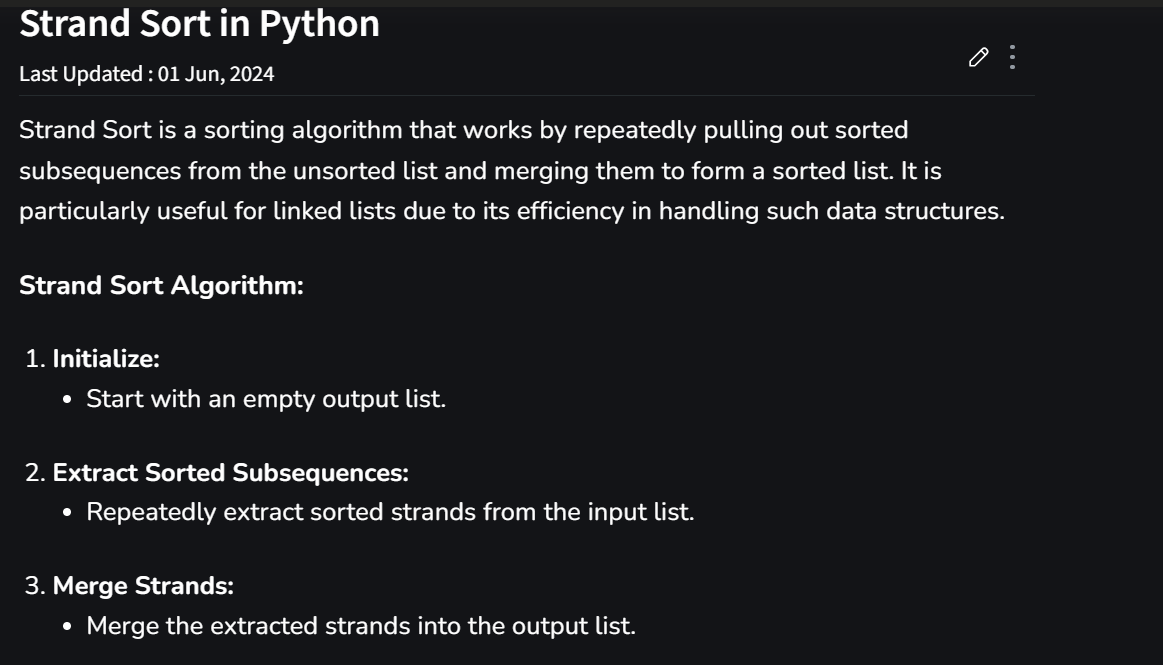 Strand Sort in Python
Last Updated : 01 Jun, 2024
Strand Sort is a sorting algorithm that works by repeatedly pulling out sorted
subsequences from the unsorted list and merging them to form a sorted list. It is
particularly useful for linked lists due to its efficiency in handling such data structures.
Strand Sort Algorithm:
1. Initialize:
• Start with an empty output list.
2. Extract Sorted Subsequences:
• Repeatedly extract sorted strands from the input list.
3. Merge Strands:
• Merge the extracted strands into the output list.